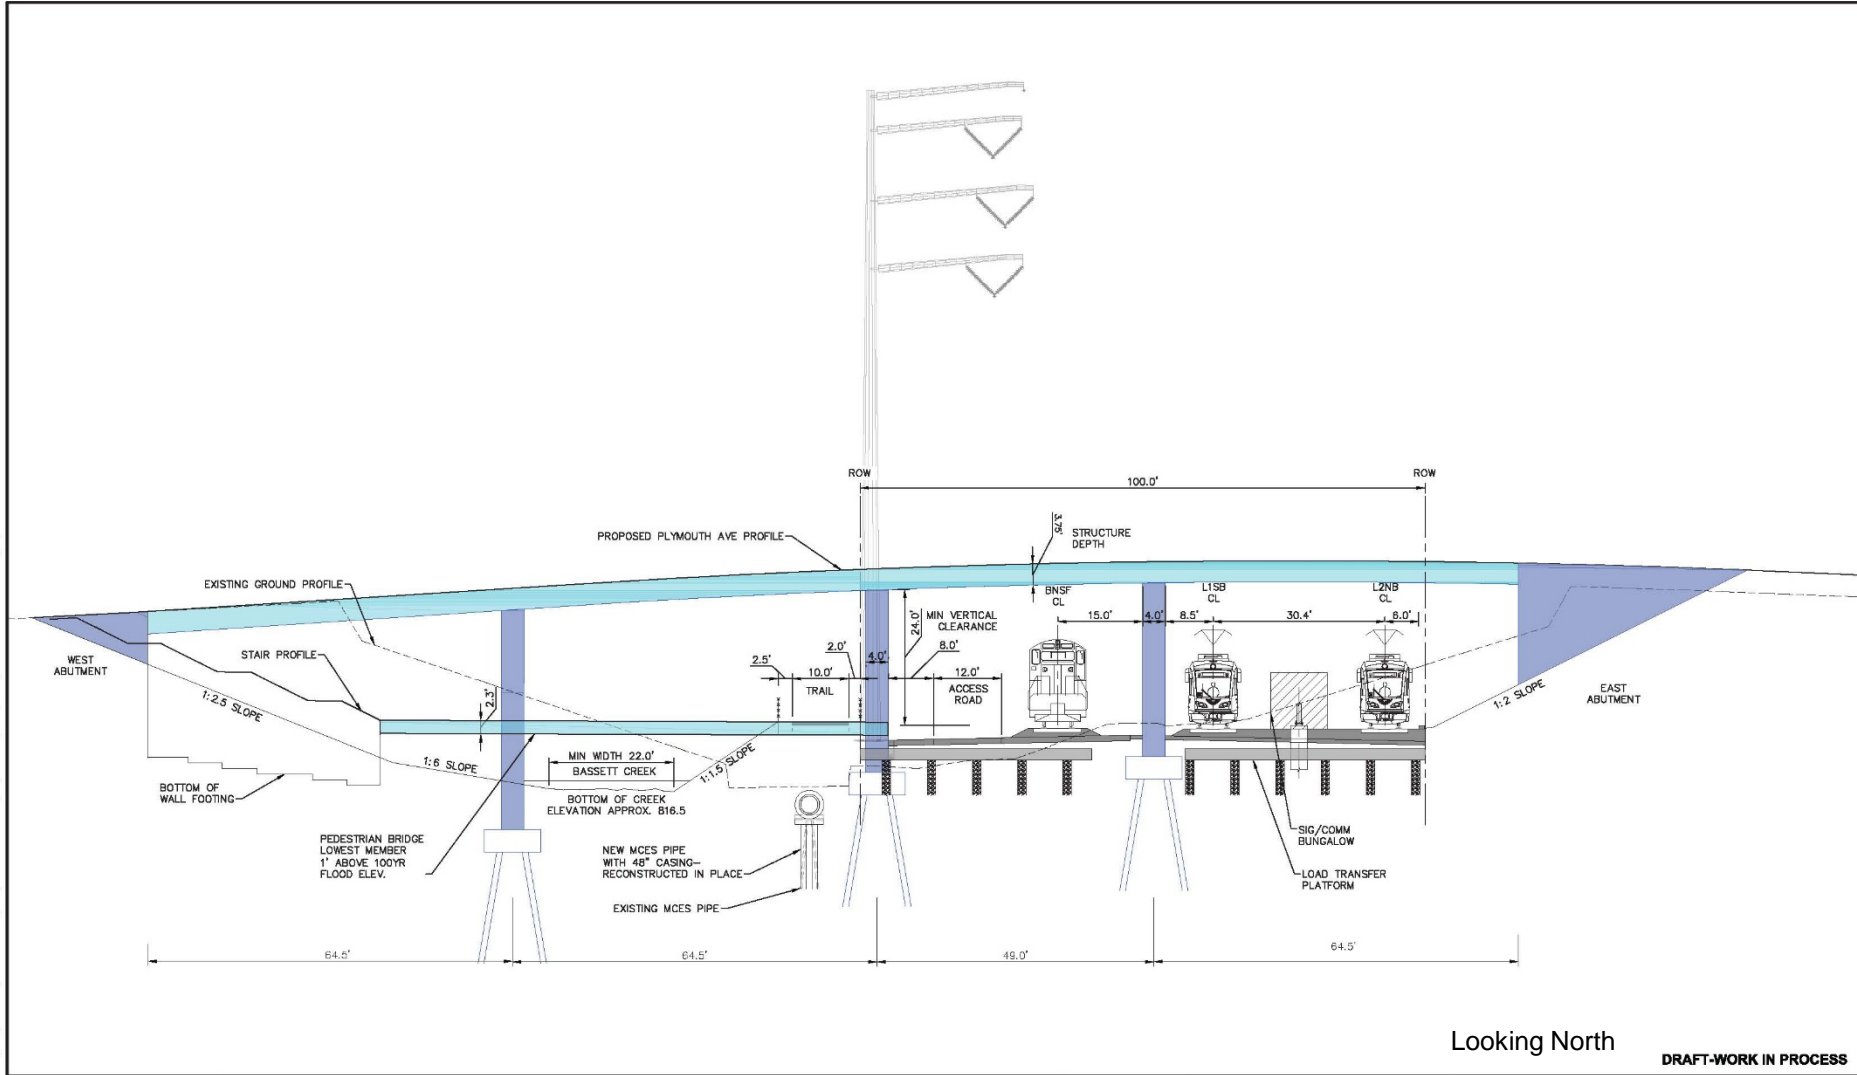 ROW
ROW
100.0'
PROPOSED PLYMOUTH AVE PROFILE
3.75'
STRUCTURE
DEPTH
EXISTING GROUND PROFILE
BNSF
CL
L1SB
CL
L2NB
CL
24.0'
MIN VERTICAL
CLEARANCE
15.0'
4.0'
8.5'
30.4'
6.0'
WEST
ABUTMENT
STAIR PROFILE
2.5'
10.0'
TRAIL
2.0'
4.0'
8.0'
12.0'
ACCESS
ROAD
1:2.5 SLOPE
2.3'
1:2 SLOPE
EAST
ABUTMENT
1:6 SLOPE
MIN WIDTH 22.0'
BASSETT CREEK
1:1.5 SLOPE
BOTTOM OF
WALL FOOTING
BOTTOM OF CREEK
ELEVATION APPROX. 816.5
PEDESTRIAN BRIDGE
LOWEST MEMBER
1' ABOVE 100YR
FLOOD ELEV.
NEW MCES PIPE
WITH 48" CASING–
RECONSTRUCTED IN PLACE
SIG/COMM
BUNGALOW
LOAD TRANSFER
PLATFORM
EXISTING MCES PIPE
64.5'
64.5'
49.0'
64.5'
Looking North
DRAFT-WORK IN PROCESS